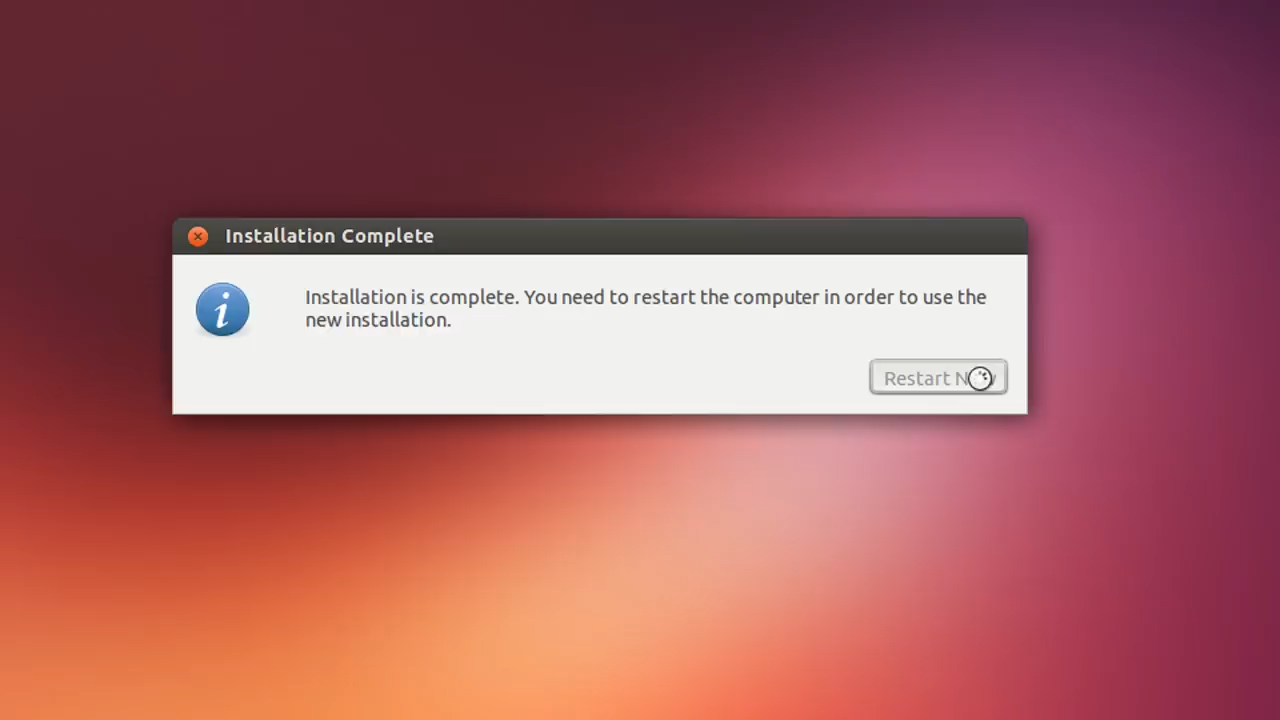 Installation Complete
Installation is complete. You need to restart the computer in order to use the
new installation.
Restart